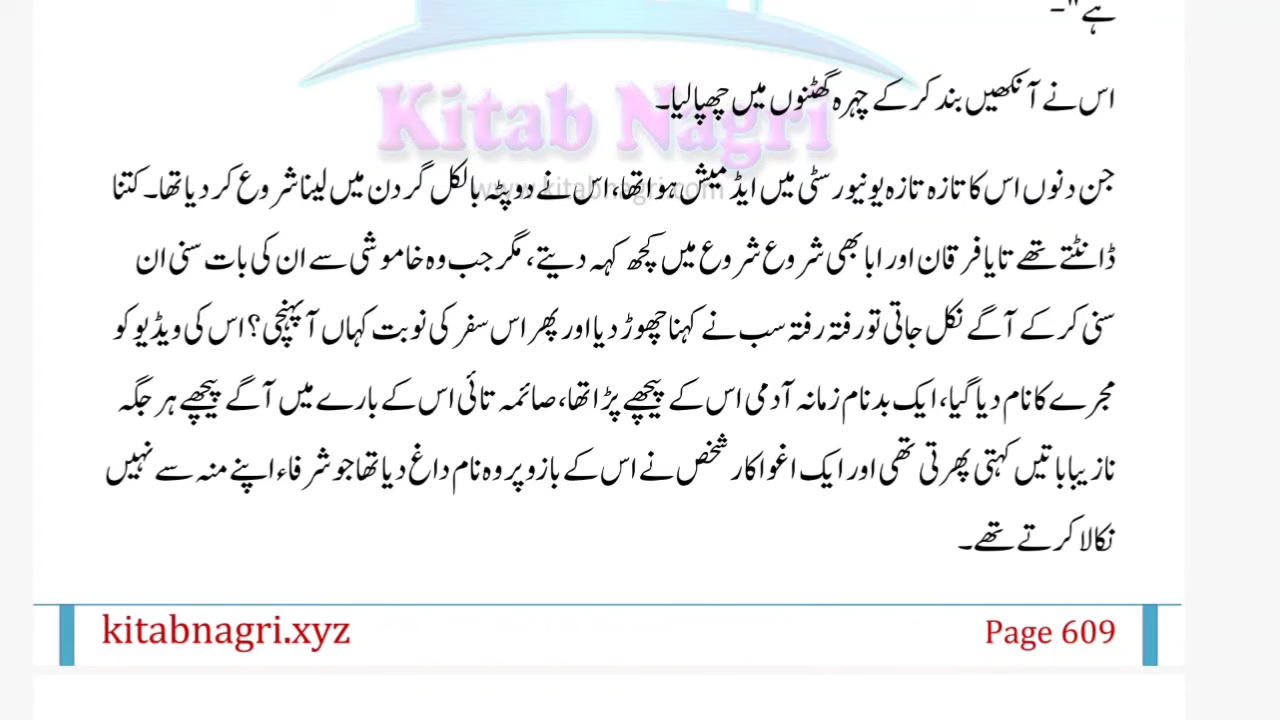 ہے"۔
Kitab Nagri
اس نے آنکھیں بند کر کے چہرہ گھٹنوں میں چھپا لیا۔
www.kitabnagri.com
جن دنوں اس کا تازہ تازہ یونیورسٹی میں ایڈمیشن ہوا تھا، اس نے دوپٹہ بالکل گردن میں لینا شروع کر دیا تھا۔ کتنا
ڈانٹتے تھے تایا فرقان اور ابا بھی شروع شروع میں کچھ کہہ دیتے، مگر جب وہ خاموشی سے ان کی بات سنی ان
سنی کر کے آگے نکل جاتی تو رفتہ رفتہ سب نے کہنا چھوڑ دیا اور پھر اس سفر کی نوبت کہاں آ پہنچی؟ اس کی ویڈیو کو
مجرے کا نام دیا گیا، ایک بدنام زمانہ آدمی اس کے پیچھے پڑا تھا، صائمہ تائی اس کے بارے میں آگے پیچھے ہر جگہ
نازیبا باتیں کہتی پھرتی تھی اور ایک اغوا کار شخص نے اس کے بازو پر وہ نام داغ دیا تھا جو شرفاء اپنے منہ سے نہیں
نکالا کرتے تھے۔
kitabnagri.xyz Page 609